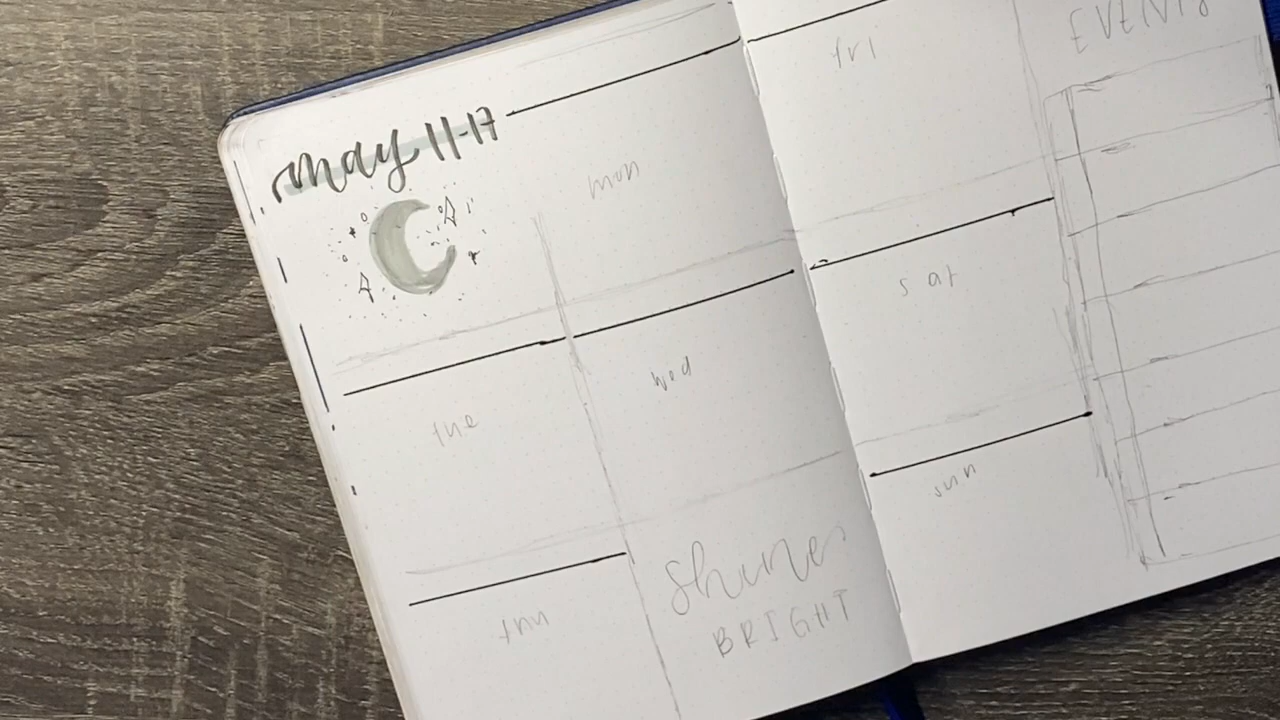 may 11-17
mon
tue
wed
thu
Shine
BRIGHT
fri
sat
sun
EVENTS